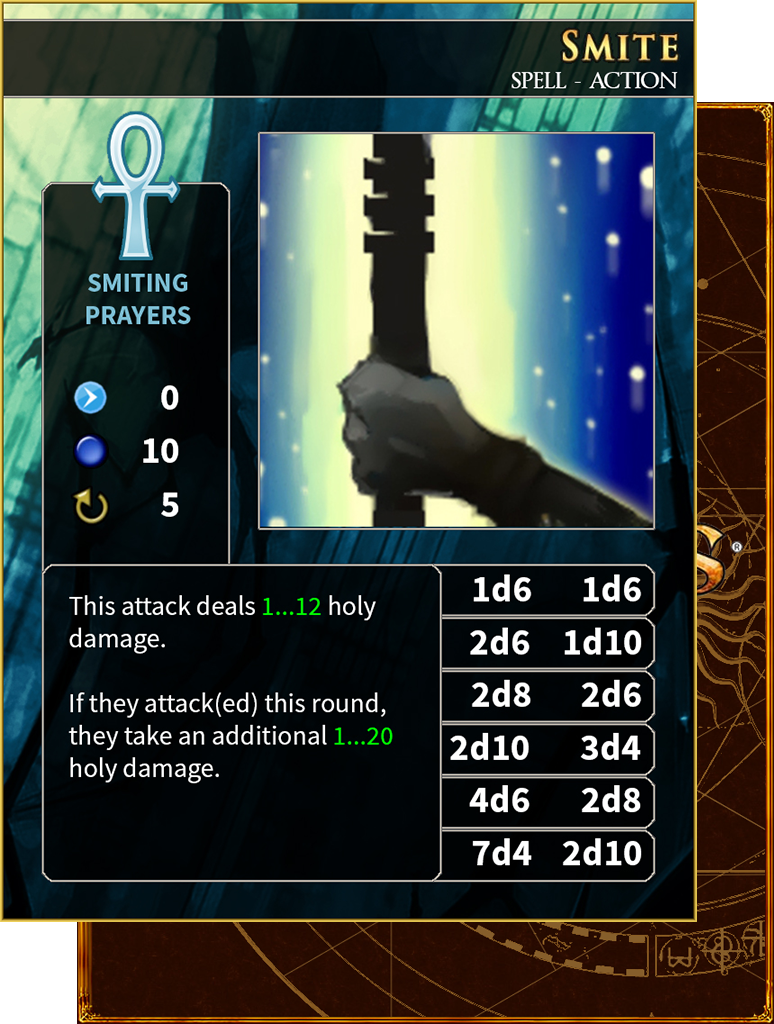 SMITE
SPELL - ACTION
SMITING
PRAYERS
0
10
5
This attack deals 1...12 holy
damage.
If they attack(ed) this round,
they take an additional 1...20
holy damage.
1d6 1d6
2d6 1d10
2d8 2d6
2d10 3d4
4d6 2d8
7d4 2d10
S®